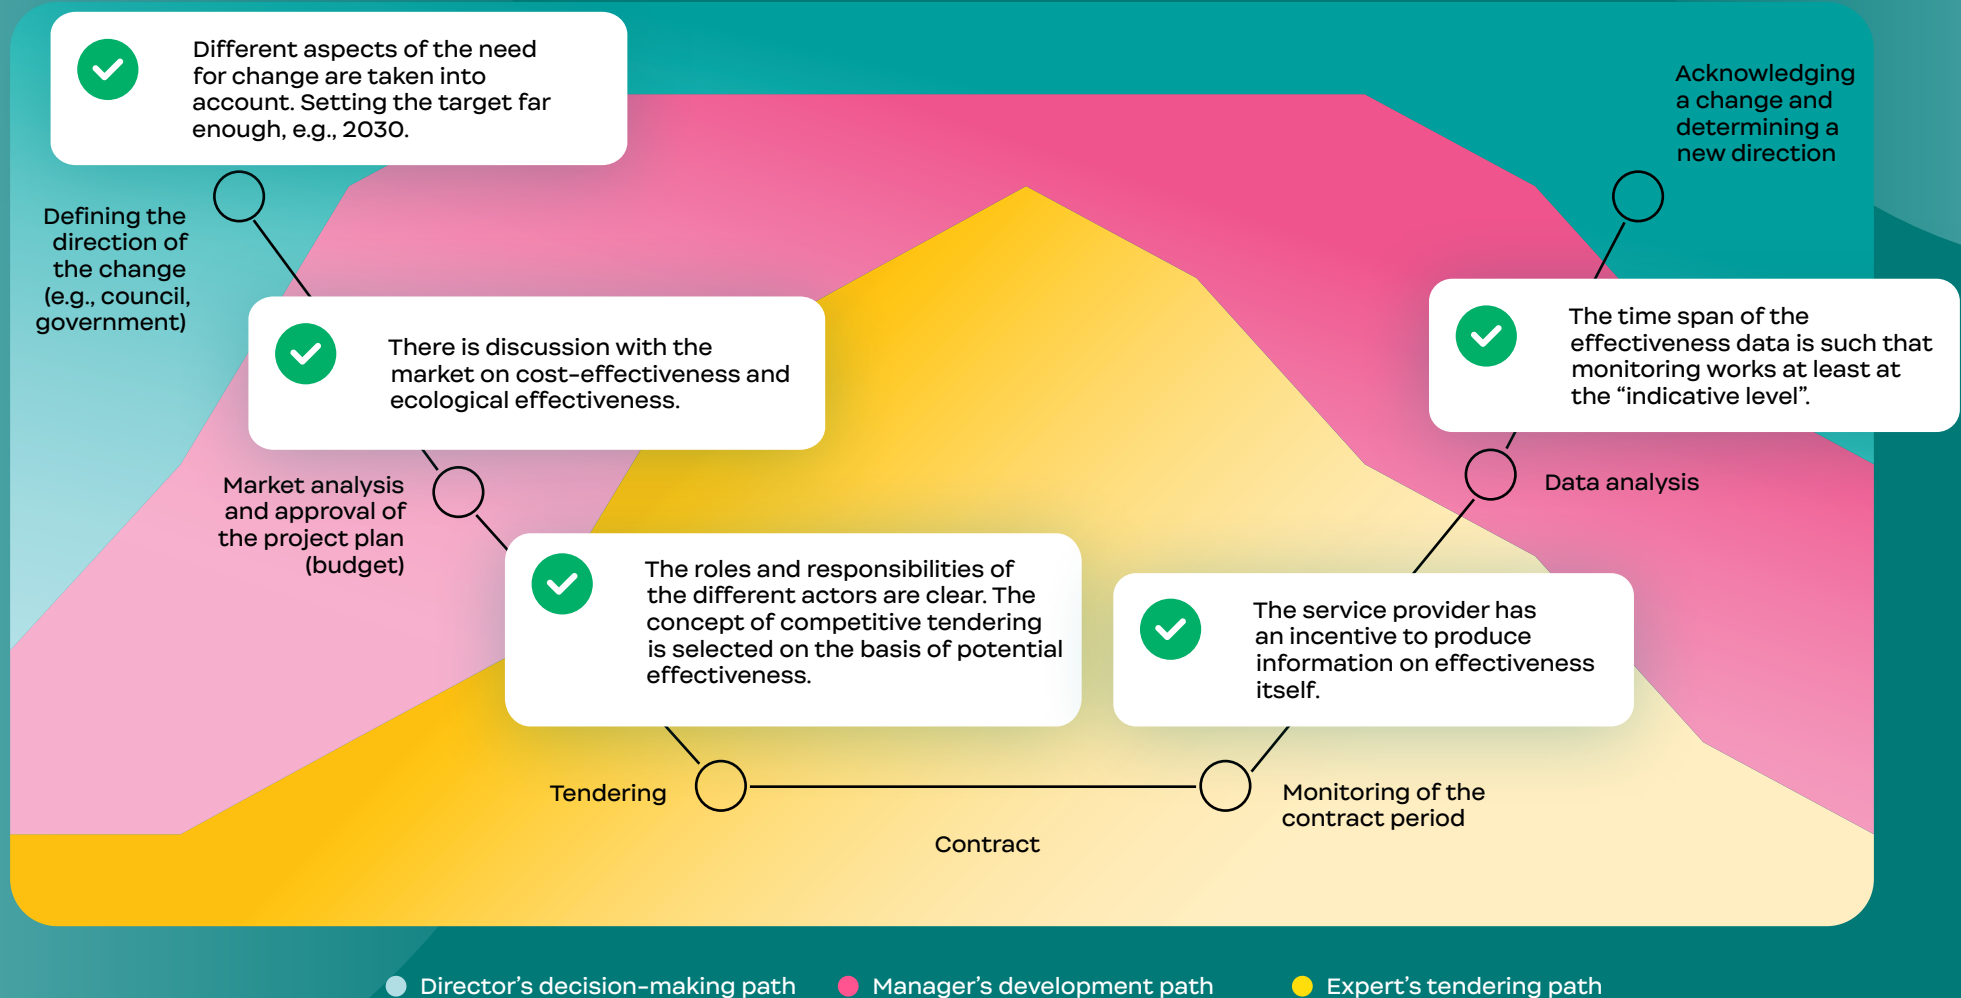 Different aspects of the need
for change are taken into
account. Setting the target far
enough, e.g., 2030.
Defining the
direction of
the change
(e.g., council,
government)
There is discussion with the
market on cost-effectiveness and
ecological effectiveness.
Market analysis
and approval of
the project plan
(budget)
The roles and responsibilities of
the different actors are clear. The
concept of competitive tendering
is selected on the basis of potential
effectiveness.
Tendering
Contract
Monitoring of the
contract period
The service provider has
an incentive to produce
information on effectiveness
itself.
Data analysis
The time span of the
effectiveness data is such that
monitoring works at least at
the “indicative level”.
Acknowledging
a change and
determining a
new direction
Director’s decision-making path
Manager’s development path
Expert’s tendering path